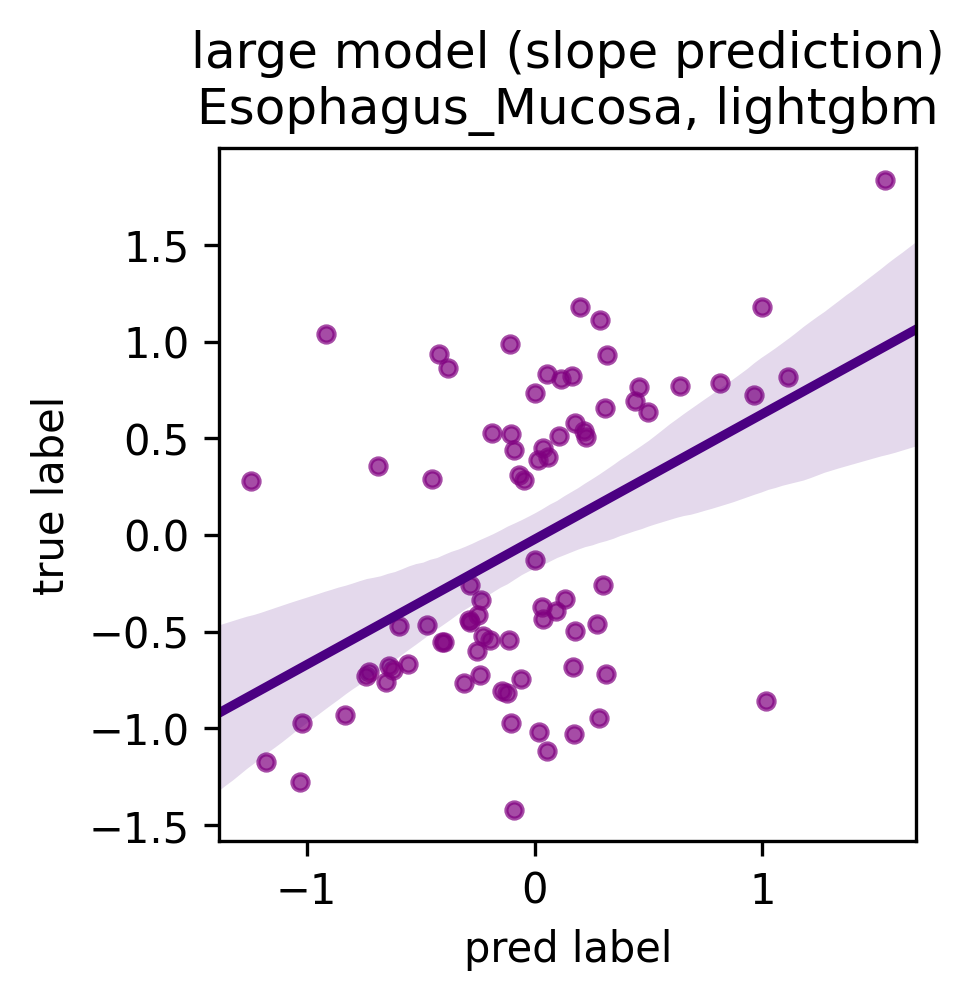 large model (slope prediction)
Esophagus_Mucosa, lightgbm
1.5
1.0
0.5
0.0
−0.5
−1.0
−1.5
true label
−1 0 1
pred label